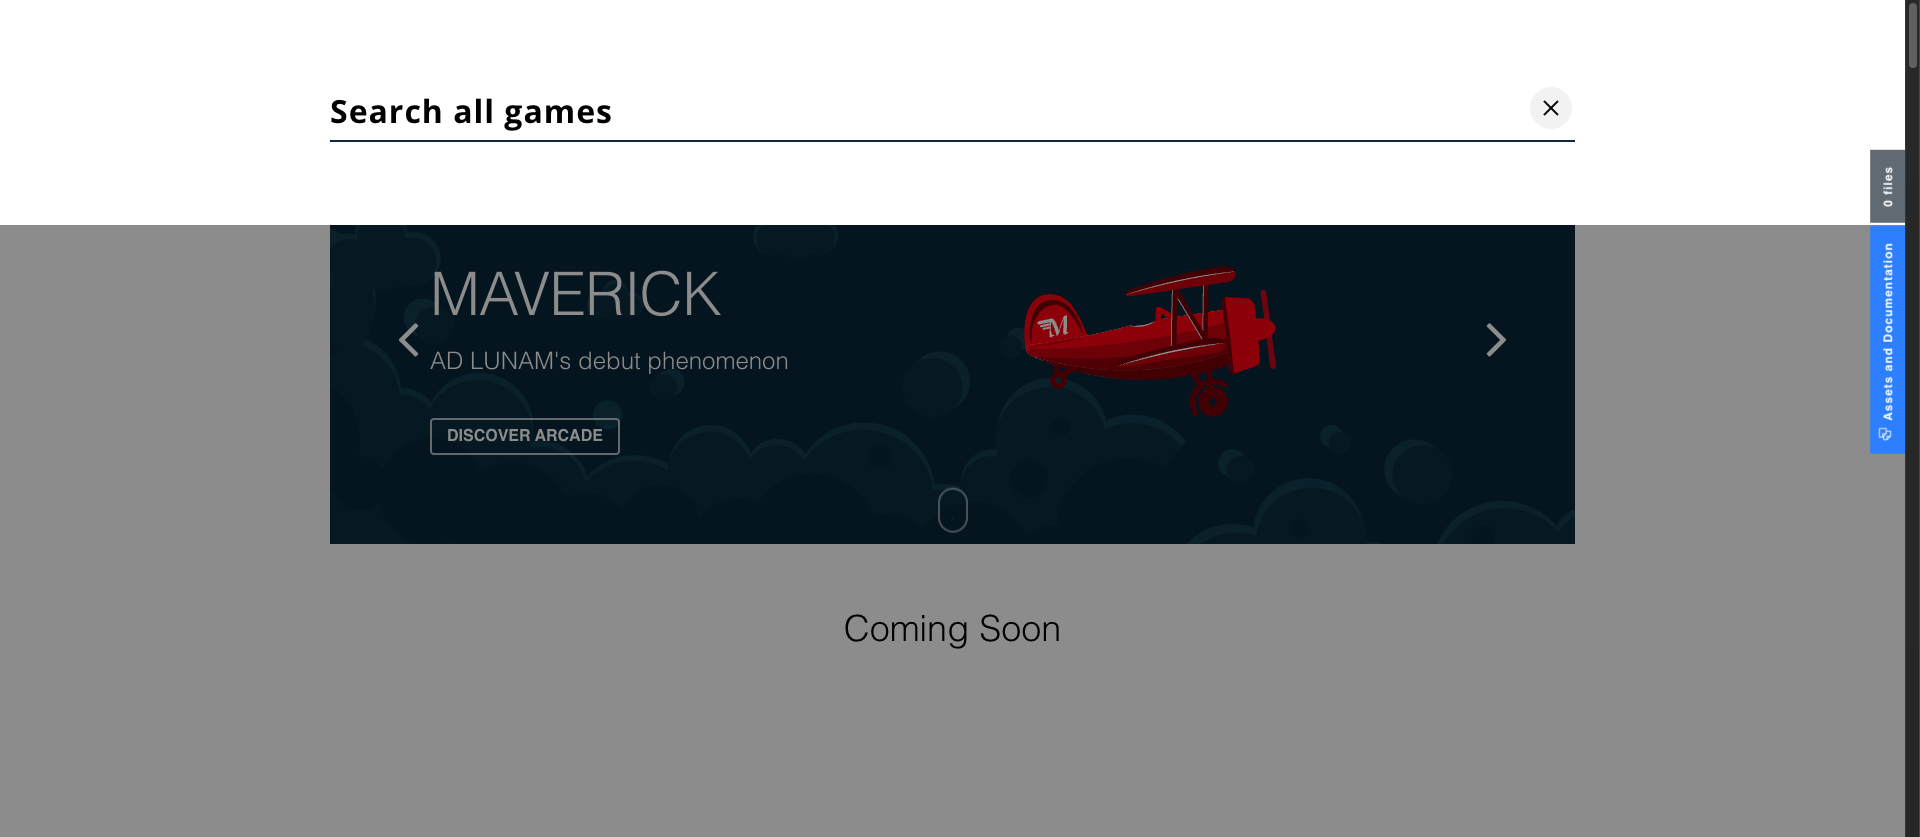 Search all games
0 files
Assets and Documentation
MAVERICK
M
AD LUNAM's debut phenomenon
DISCOVER ARCADE
Coming Soon